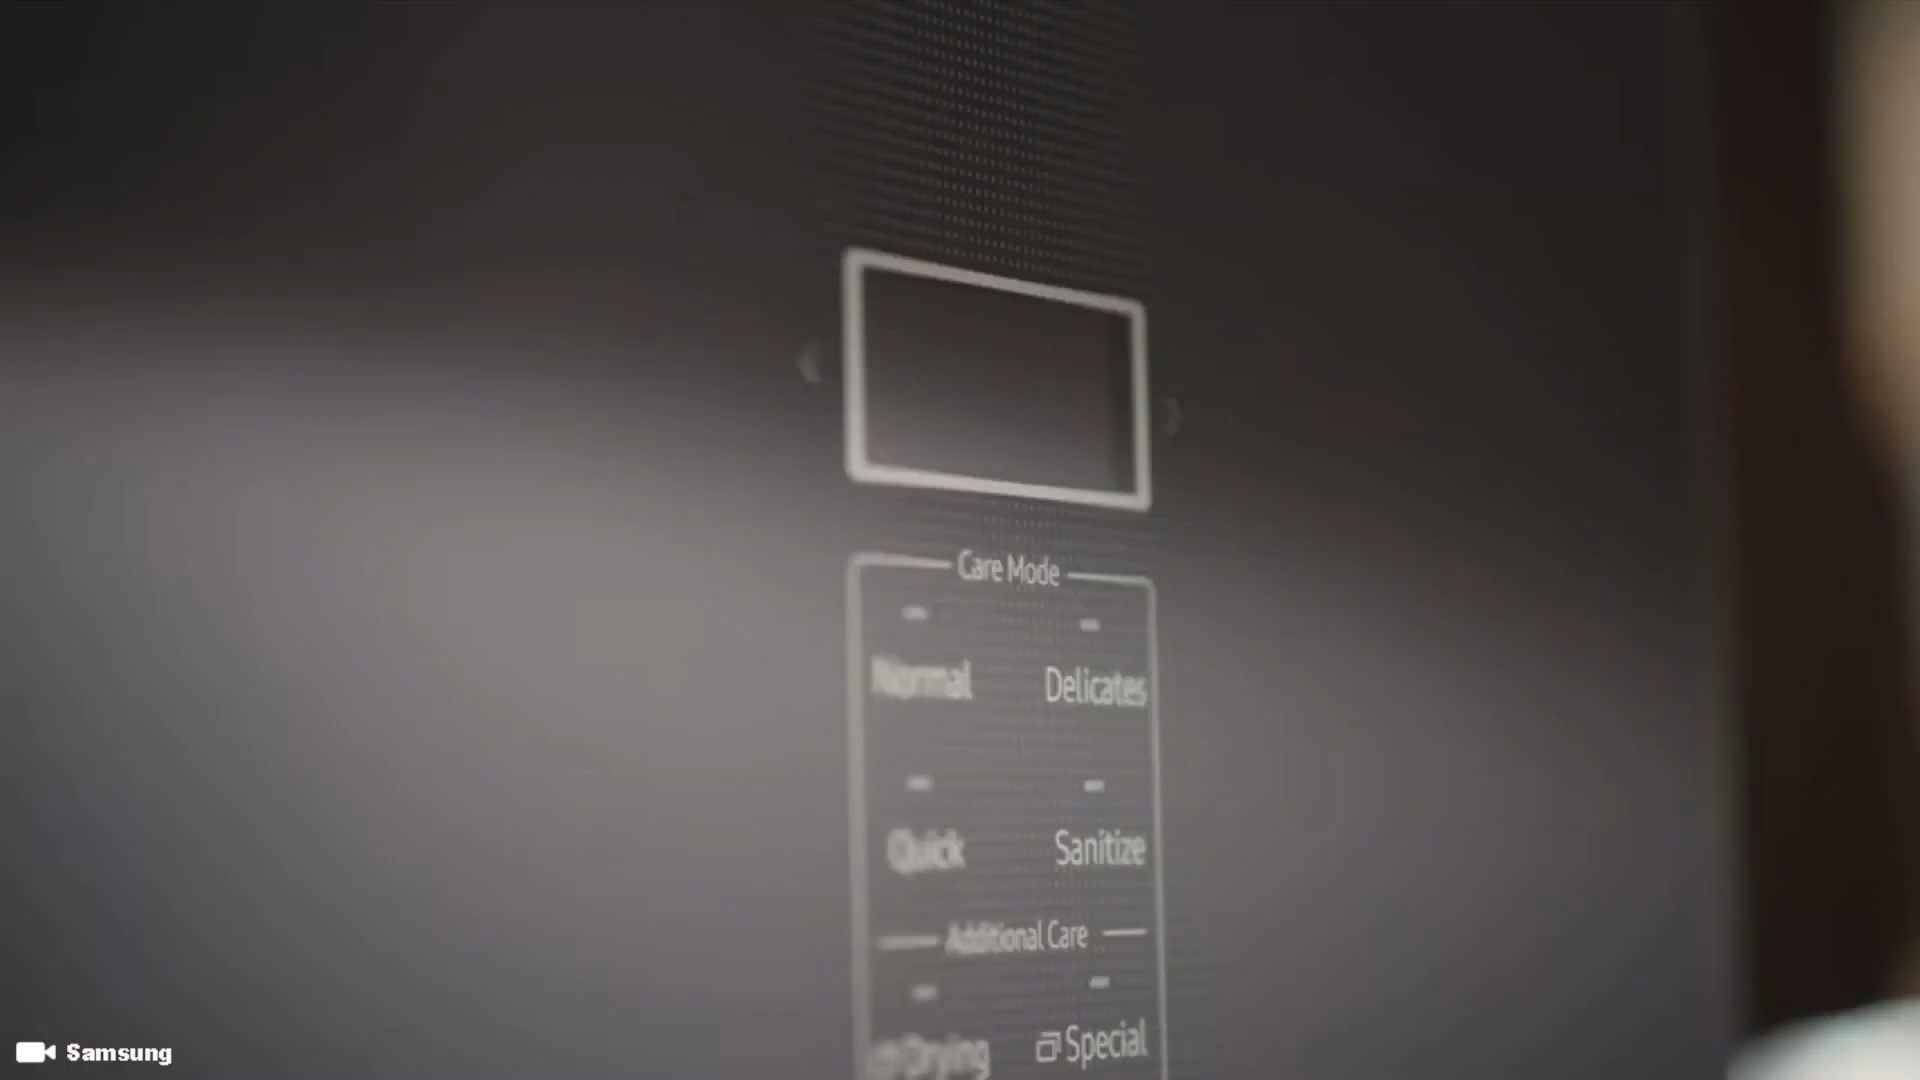 Care Mode
Normal Delicates
Quick Sanitize
Additional Care
Drying Special
Samsung